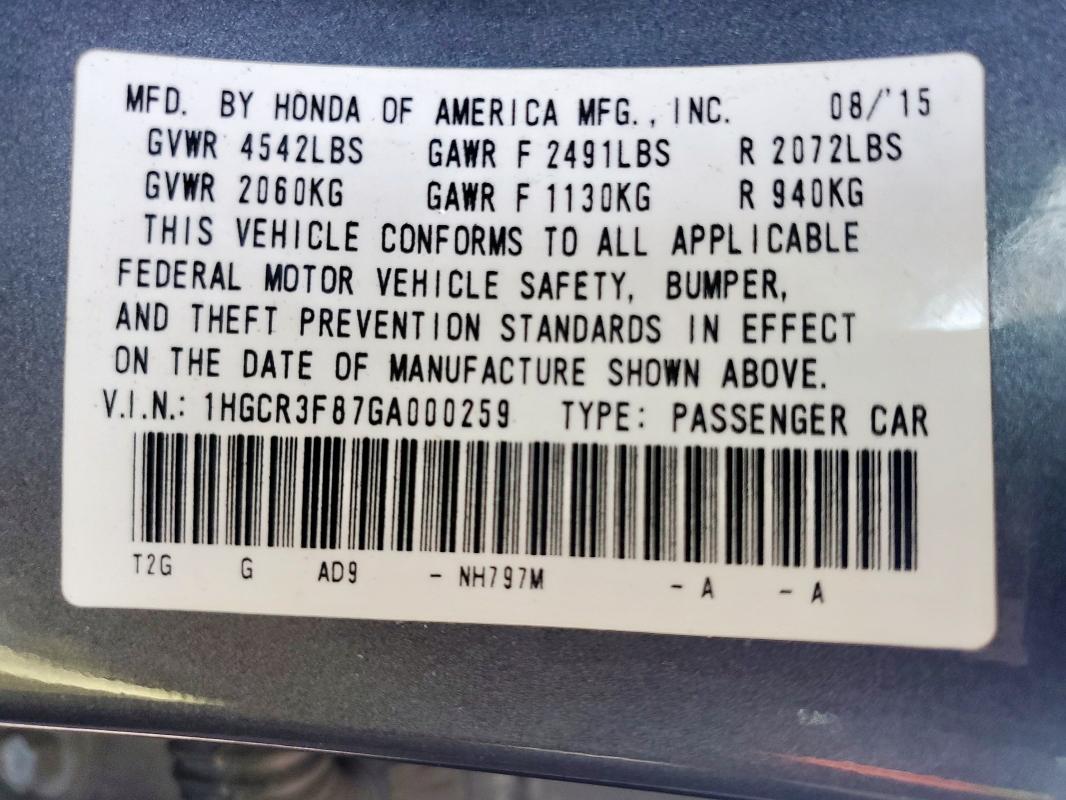 MFD. BY HONDA OF AMERICA MFG., INC. 08/'15
GVWR 4542LBS GAWR F 2491LBS R 2072LBS
GVWR 2060KG GAWR F 1130KG R 940KG
THIS VEHICLE CONFORMS TO ALL APPLICABLE
FEDERAL MOTOR VEHICLE SAFETY, BUMPER,
AND THEFT PREVENTION STANDARDS IN EFFECT
ON THE DATE OF MANUFACTURE SHOWN ABOVE.
V.I.N.: 1HGCR3F87GA000259 TYPE: PASSENGER CAR
T2G G AD9 - NH797M - A - A